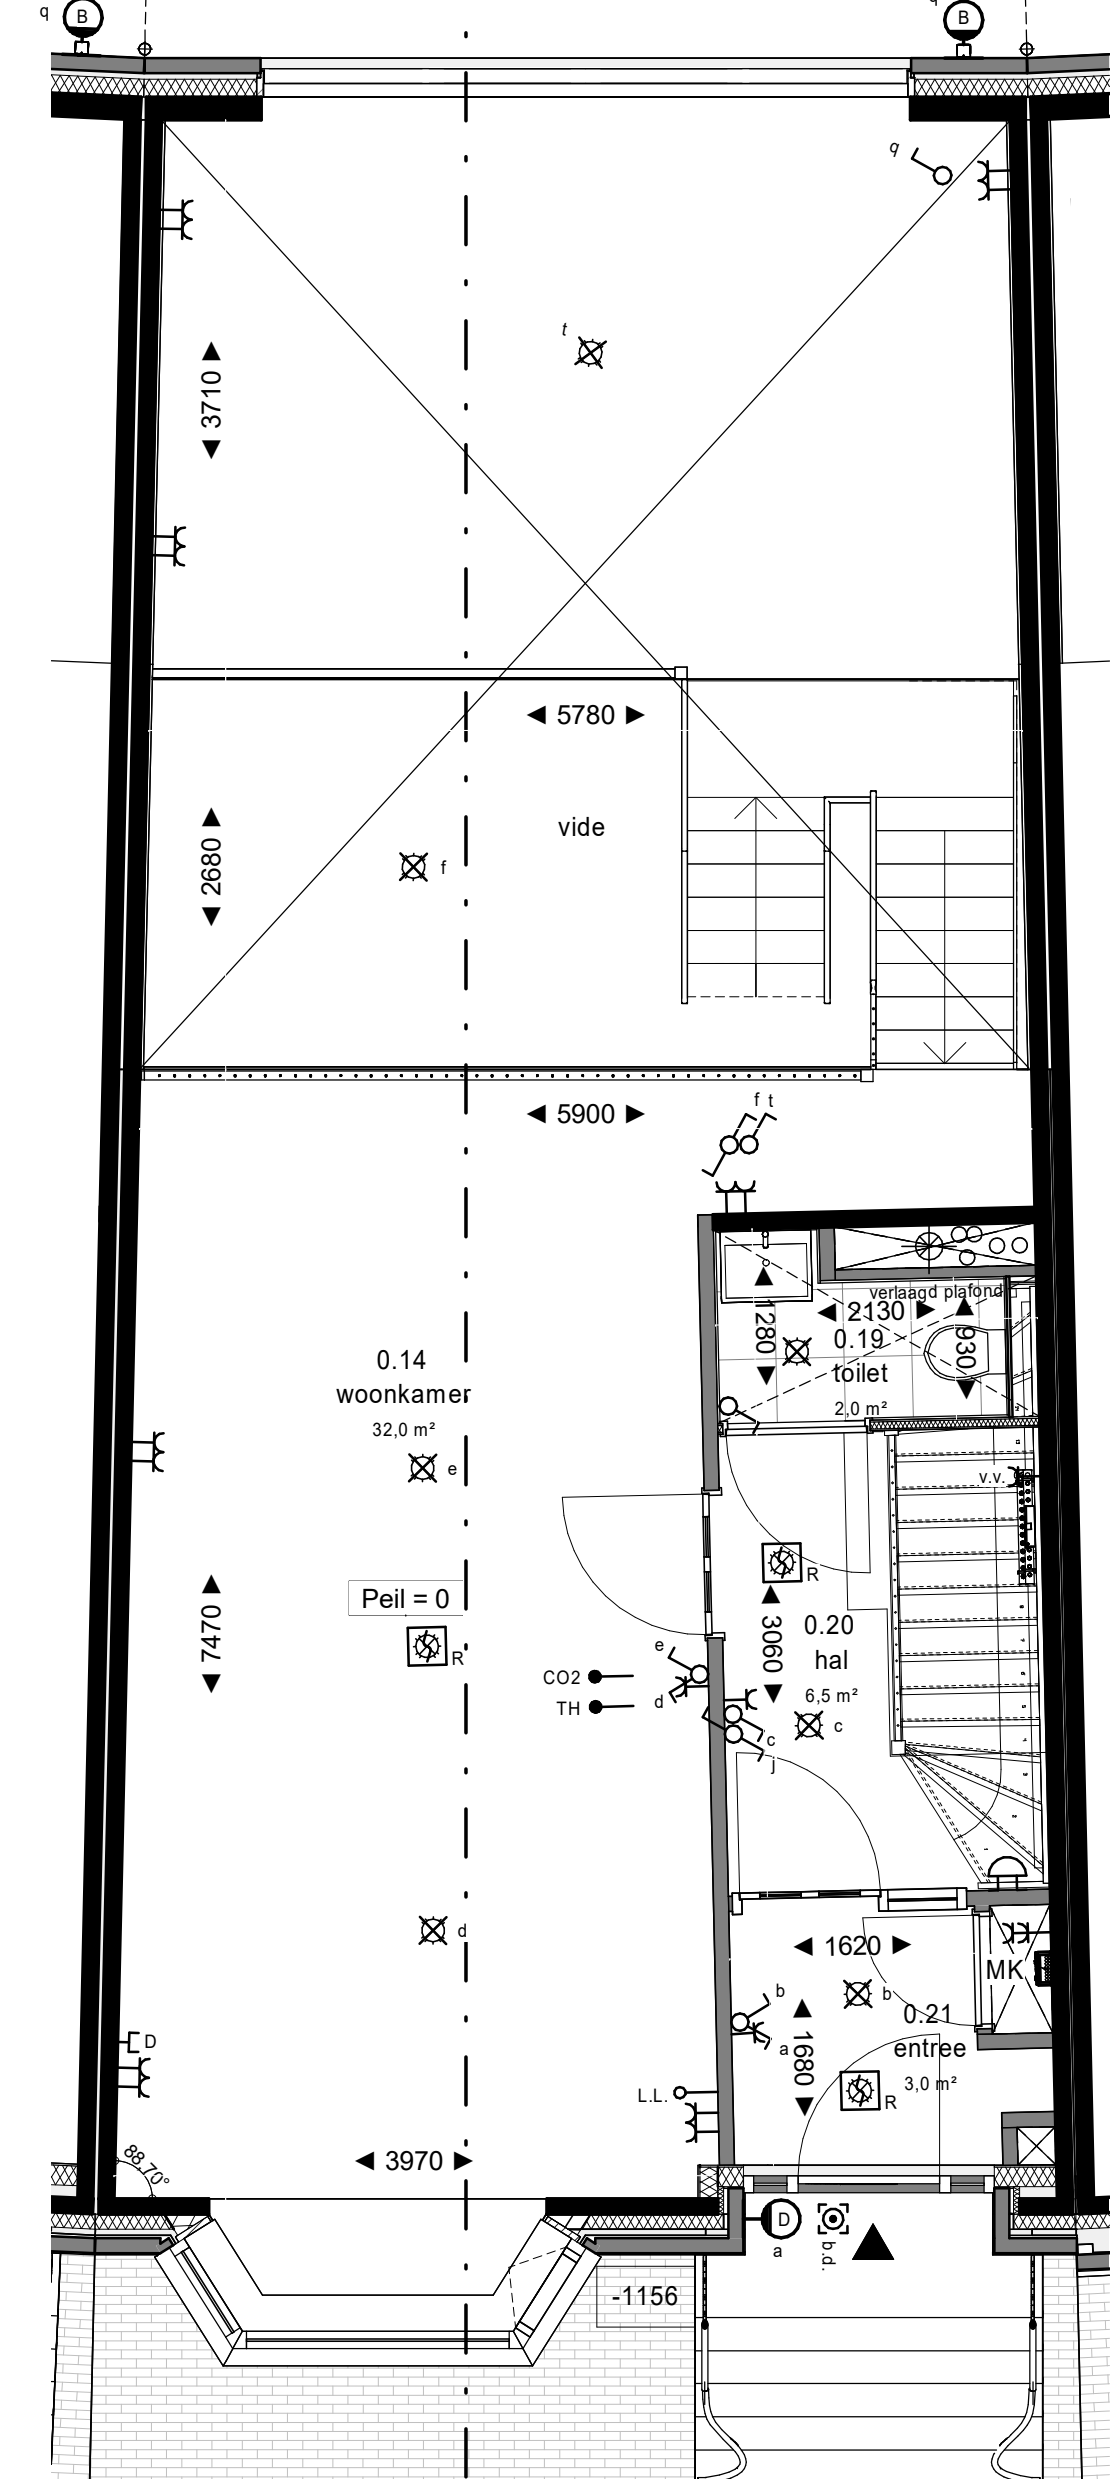 q
B
q
B
q
t
3710
5780
vide
2680
f
5900
f t
verlaagd plafond
2130
1280
930
0.19
toilet
2,0 m²
0.14
woonkamer
32,0 m²
e
v.v.
R
Peil = 0
7470
R
3060
0.20
hal
6,5 m²
e
CO2
d
TH
c
c
j
d
1620
MK
b
b
0.21
a
1680
entree
3,0 m²
D
R
L.L.
3970
88,70°
D
a
b.d.
-1156